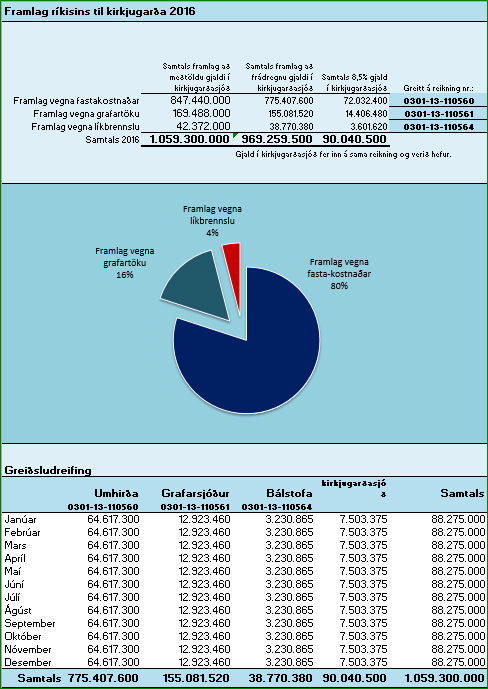 Framlag ríkisins til kirkjugarða 2016
Samtals framlag að meðtöldu gjaldi í kirkjugarðasjóð Samtals framlag að frádregnu gjaldi í kirkjugarðasjóð Samtals 8,5% gjald í kirkjugarðasjóð Greitt á reikning nr.:
Framlag vegna fastakostnaðar 847.440.000 775.407.600 72.032.400 0301-13-110560
Framlag vegna grafartöku 169.488.000 155.081.520 14.406.480 0301-13-110561
Framlag vegna líkbrennslu 42.372.000 38.770.380 3.601.620 0301-13-110564
Samtals 2016 1.059.300.000 969.259.500 90.040.500
Gjald í kirkjugarðasjóð fer inn á sama reikning og verið hefur.
Framlag vegna
líkbrennslu
4%
Framlag vegna
grafartöku
16%
Framlag vegna
fasta-kostnaðar
80%
Greiðsludreifing
Umhirða Grafarsjóður Bálstofa kirkjugarðasjóð Samtals
0301-13-110560 0301-13-110561 0301-13-110564
Janúar 64.617.300 12.923.460 3.230.865 7.503.375 88.275.000
Febrúar 64.617.300 12.923.460 3.230.865 7.503.375 88.275.000
Mars 64.617.300 12.923.460 3.230.865 7.503.375 88.275.000
Apríl 64.617.300 12.923.460 3.230.865 7.503.375 88.275.000
Maí 64.617.300 12.923.460 3.230.865 7.503.375 88.275.000
Júní 64.617.300 12.923.460 3.230.865 7.503.375 88.275.000
Júlí 64.617.300 12.923.460 3.230.865 7.503.375 88.275.000
Ágúst 64.617.300 12.923.460 3.230.865 7.503.375 88.275.000
September 64.617.300 12.923.460 3.230.865 7.503.375 88.275.000
Október 64.617.300 12.923.460 3.230.865 7.503.375 88.275.000
Nóvember 64.617.300 12.923.460 3.230.865 7.503.375 88.275.000
Desember 64.617.300 12.923.460 3.230.865 7.503.375 88.275.000
Samtals 775.407.600 155.081.520 38.770.380 90.040.500 1.059.300.000